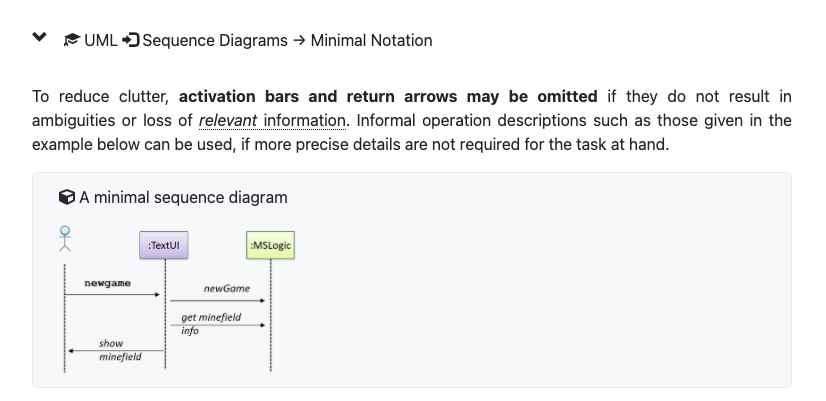 UML Sequence Diagrams → Minimal Notation
To reduce clutter, activation bars and return arrows may be omitted if they do not result in
ambiguities or loss of relevant information. Informal operation descriptions such as those given in the
example below can be used, if more precise details are not required for the task at hand.
A minimal sequence diagram
:TextUI
:MSLogic
newgame
newGame
get minefield
info
show
minefield